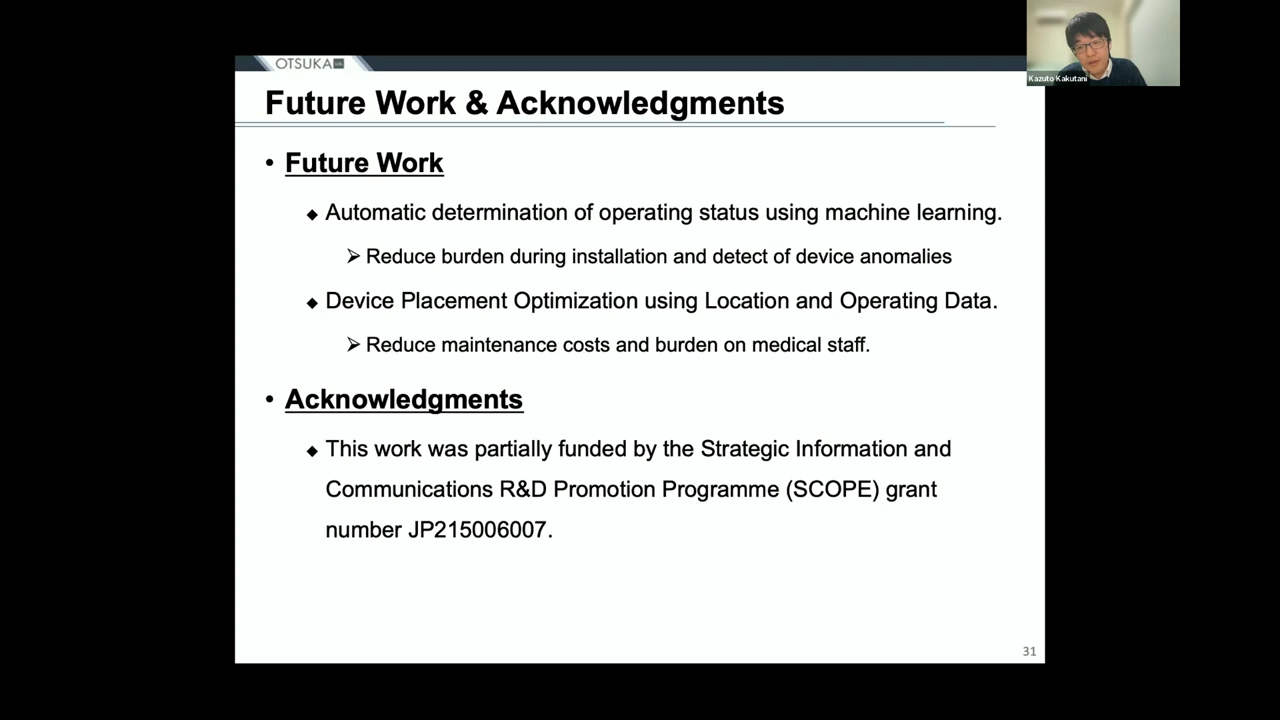 OTSUKA
Kazuto Kakutani
Future Work & Acknowledgments
• Future Work
◆ Automatic determination of operating status using machine learning.
➢ Reduce burden during installation and detect of device anomalies
◆ Device Placement Optimization using Location and Operating Data.
➢ Reduce maintenance costs and burden on medical staff.
• Acknowledgments
◆ This work was partially funded by the Strategic Information and
Communications R&D Promotion Programme (SCOPE) grant
number JP215006007.
31